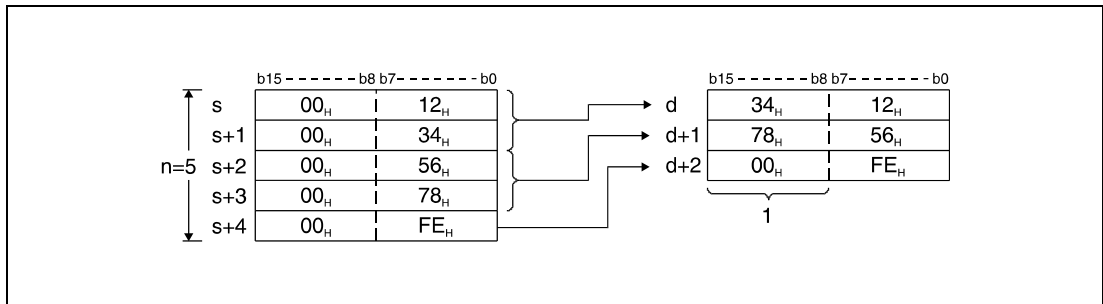 b15 b8 b7 b0 b15 b8 b7 b0
s 00H 12H d 34H 12H
s+1 00H 34H d+1 78H 56H
n=5 s+2 00H 56H d+2 00H FEH
s+3 00H 78H 1
s+4 00H FEH